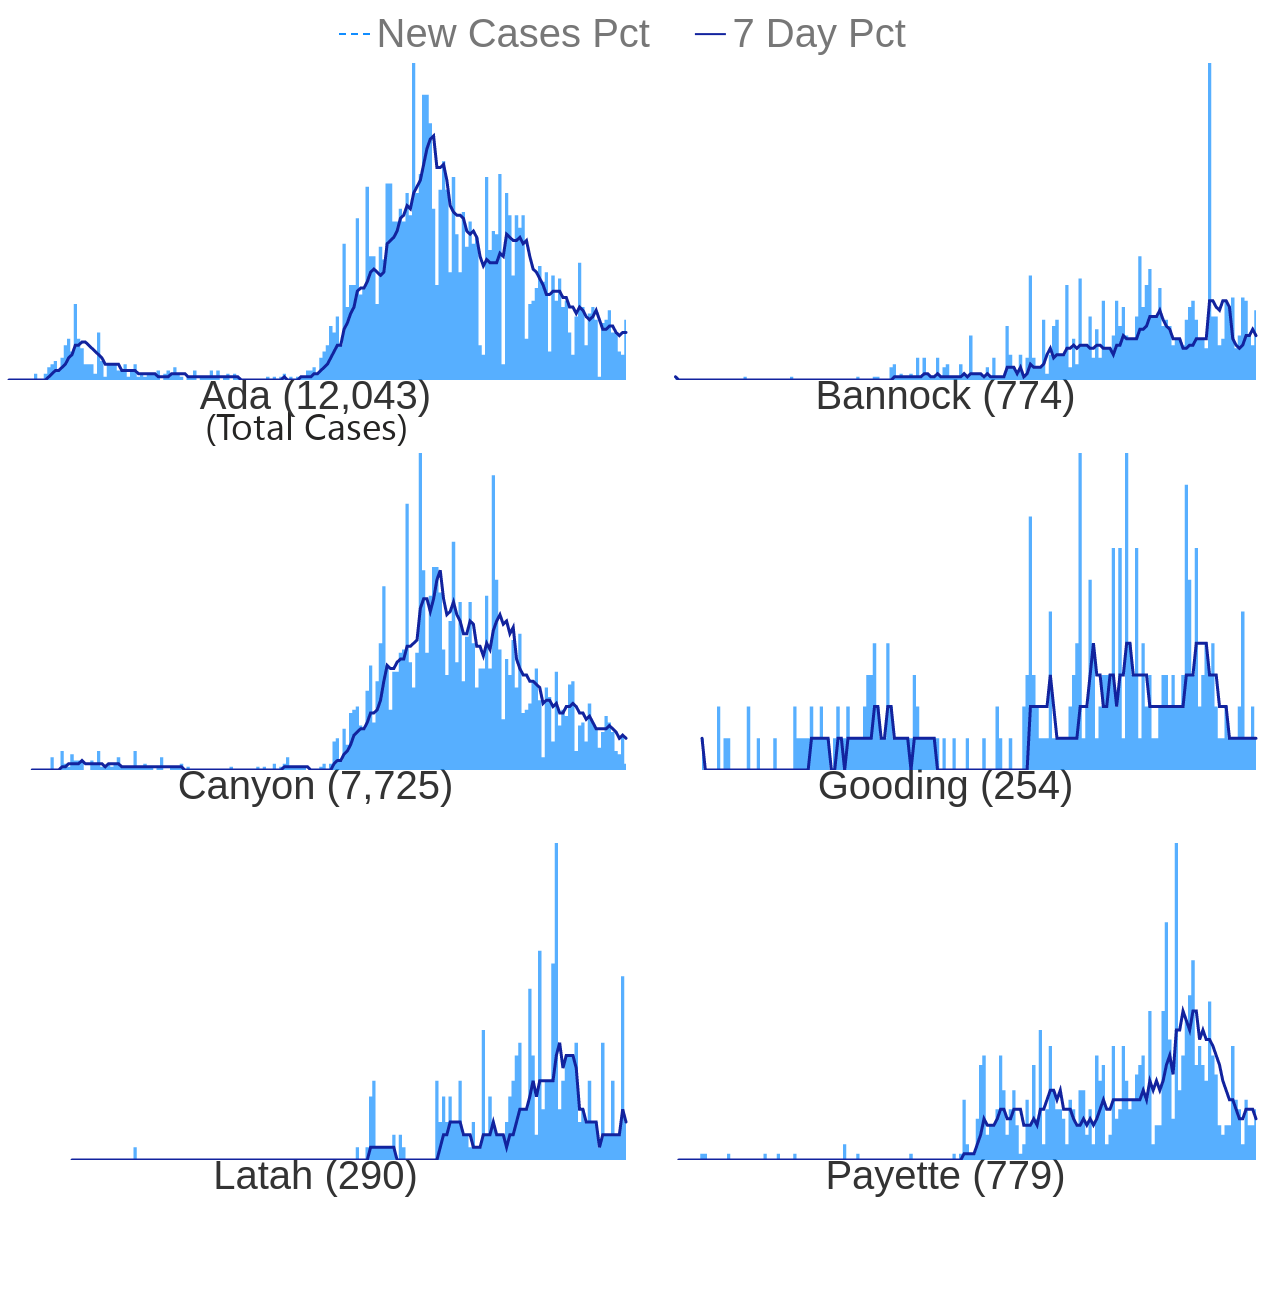 New Cases Pct 7 Day Pct
Ada (12,043)
(Total Cases)
Bannock (774)
Canyon (7,725)
Gooding (254)
Latah (290)
Payette (779)